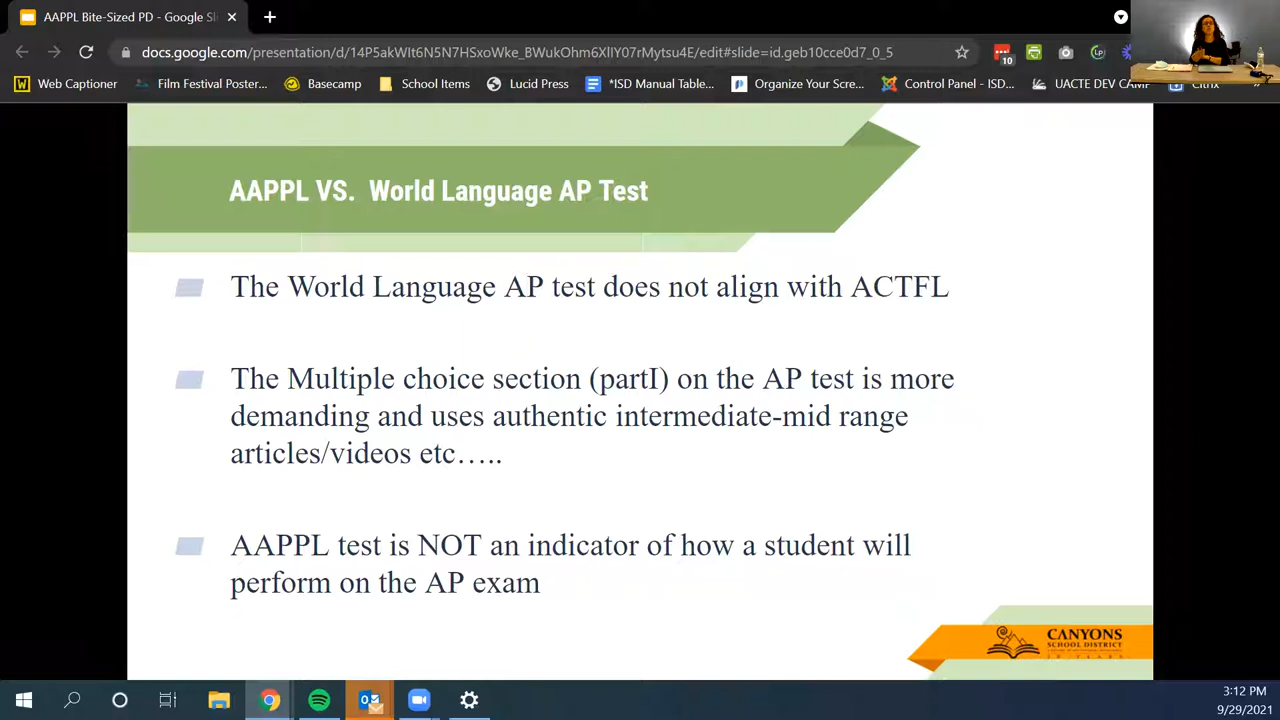 AAPPL Bite-Sized PD - Google Sl
docs.google.com/presentation/d/14P5akWIt6N5N7HSxoWke_BWukOhm6XlIY07rMytsu4E/edit#slide=id.geb10cce0d7_0_5
10
Web Captioner
Film Festival Poster...
Basecamp
School Items
Lucid Press
*ISD Manual Table...
Organize Your Scre...
Control Panel - ISD...
UACTE DEV CAMP
Citrix
AAPPL VS. World Language AP Test
The World Language AP test does not align with ACTFL
The Multiple choice section (partI) on the AP test is more
demanding and uses authentic intermediate-mid range
articles/videos etc.....
AAPPL test is NOT an indicator of how a student will
perform on the AP exam
CANYONS
SCHOOL DISTRICT
3:12 PM
9/29/2021